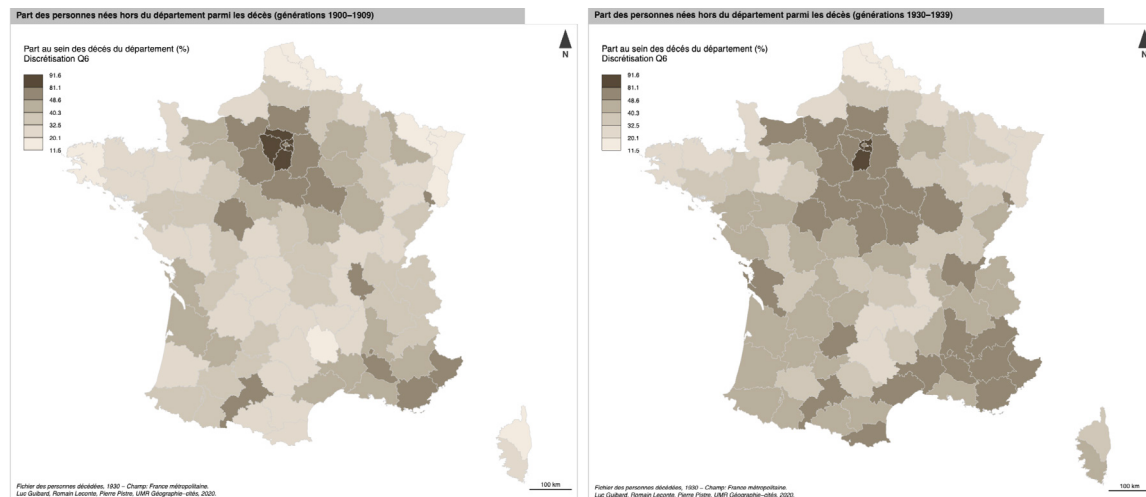 Part des personnes nées hors du département parmi les décès (générations 1900–1909)
Part au sein des décès du département (%)
Discrétisation Q6
91.6
81.1
48.6
40.3
32.5
20.1
11.5
N
100 km
Fichier des personnes décédées, 1930 – Champ: France métropolitaine.
Luc Guibard, Romain Leconte, Pierre Pistre, UMR Géographie–cités, 2020.
Part des personnes nées hors du département parmi les décès (générations 1930–1939)
Part au sein des décès du département (%)
Discrétisation Q6
91.6
81.1
48.6
40.3
32.5
20.1
11.5
N
100 km
Fichier des personnes décédées, 1930 – Champ: France métropolitaine.
Luc Guibard, Romain Leconte, Pierre Pistre, UMR Géographie–cités, 2020.